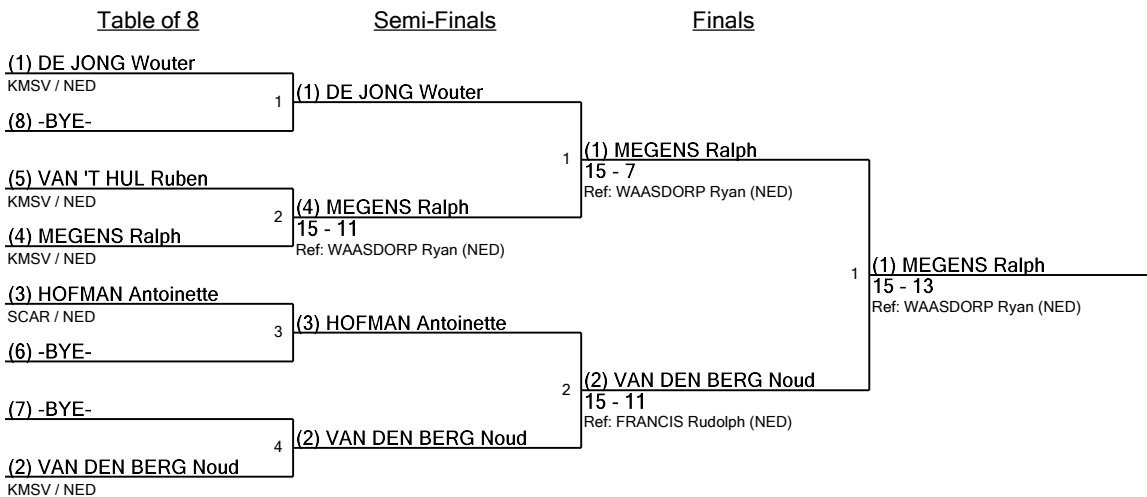 Table of 8
Semi-Finals
Finals
(1) DE JONG Wouter
KMSV / NED
1
(8) -BYE-
(5) VAN 'T HUL Ruben
KMSV / NED
2
(4) MEGENS Ralph
KMSV / NED
(3) HOFMAN Antoinette
SCAR / NED
3
(6) -BYE-
(7) -BYE-
4
(2) VAN DEN BERG Noud
KMSV / NED
(1) DE JONG Wouter
1
(4) MEGENS Ralph
15 - 11
Ref: WAASDORP Ryan (NED)
(3) HOFMAN Antoinette
2
(2) VAN DEN BERG Noud
(1) MEGENS Ralph
15 - 7
Ref: WAASDORP Ryan (NED)
1
(2) VAN DEN BERG Noud
15 - 11
Ref: FRANCIS Rudolph (NED)
(1) MEGENS Ralph
15 - 13
Ref: WAASDORP Ryan (NED)